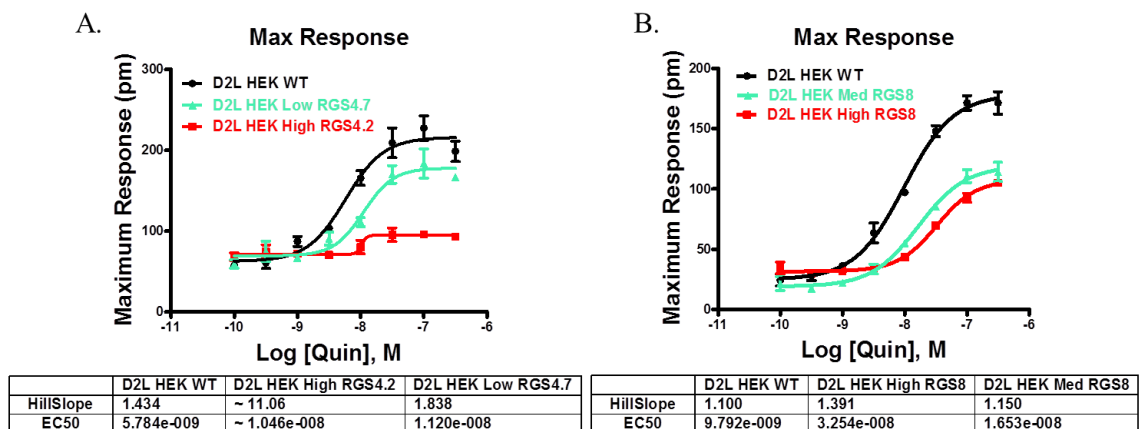 A.
Max Response
Maximum Response (pm)
300
200
100
0
D2L HEK WT
D2L HEK Low RGS4.7
D2L HEK High RGS4.2
-11 -10 -9 -8 -7 -6
Log [Quin], M
D2L HEK WT D2L HEK High RGS4.2 D2L HEK Low RGS4.7
HillSlope 1.434 ~ 11.06 1.838
EC50 5.784e-009 ~ 1.046e-008 1.120e-008
B.
Max Response
Maximum Response (pm)
200
150
100
50
0
D2L HEK WT
D2L HEK Med RGS8
D2L HEK High RGS8
-11 -10 -9 -8 -7 -6
Log [Quin], M
D2L HEK WT D2L HEK High RGS8 D2L HEK Med RGS8
HillSlope 1.100 1.391 1.150
EC50 9.792e-009 3.254e-008 1.653e-008